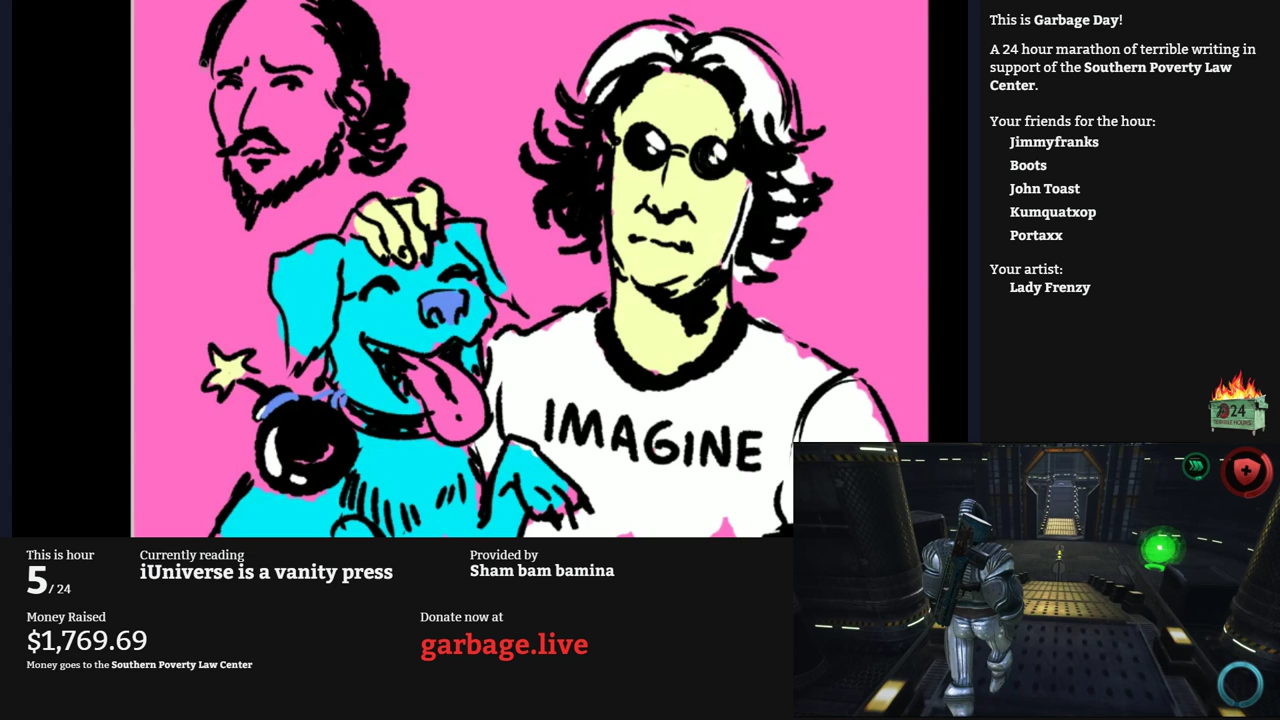 This is Garbage Day!
A 24 hour marathon of terrible writing in
support of the Southern Poverty Law
Center.
Your friends for the hour:
Jimmyfranks
Boots
John Toast
Kumquatxop
Portaxx
Your artist:
Lady Frenzy
IMAGINE
This is hour
5 / 24
Currently reading
iUniverse is a vanity press
Provided by
Sham bam bamina
Money Raised
$1,769.69
Money goes to the Southern Poverty Law Center
Donate now at
garbage.live